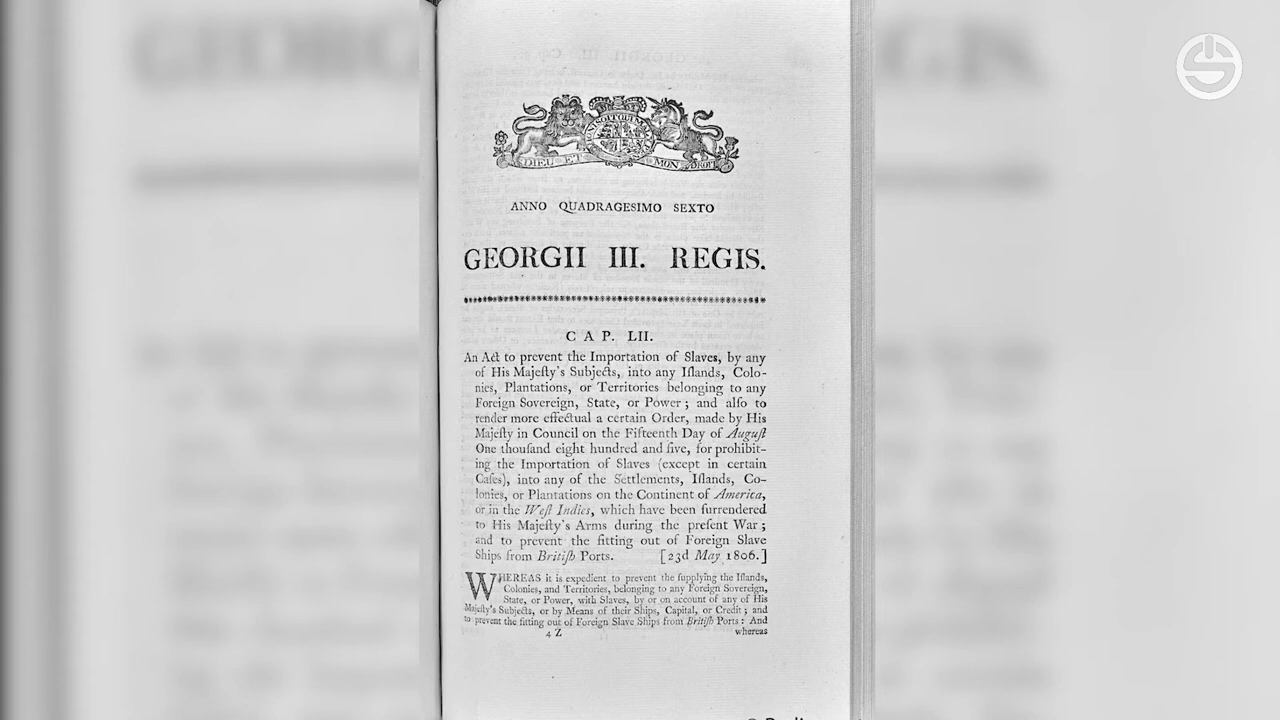 DIEU ET MON DROIT
ANNO QUADRAGESIMO SEXTO
GEORGII III. REGIS.
CAP. LII.
An Act to prevent the Importation of Slaves, by any
of His Majeſty's Subjects, into any Iſlands, Colo-
nies, Plantations, or Territories belonging to any
Foreign Sovereign, State, or Power; and alſo to
render more effectual a certain Order, made by His
Majeſty in Council on the Fifteenth Day of Auguſt
One thouſand eight hundred and five, for prohibit-
ing the Importation of Slaves (except in certain
Caſes), into any of the Settlements, Iſlands, Co-
lonies, or Plantations on the Continent of America,
or in the Weſt Indies, which have been ſurrendered
to His Majeſty's Arms during the preſent War;
and to prevent the fitting out of Foreign Slave
Ships from Britiſh Ports. [23d May 1806.]
WHEREAS it is expedient to prevent the ſupplying the Iſlands,
Colonies, and Territories, belonging to any Foreign Sovereign,
State, or Power, with Slaves, by or on account of any of His
Majeſty's Subjects, or by Means of their Ships, Capital, or Credit; and
to prevent the fitting out of Foreign Slave Ships from Britiſh Ports: And
4 Z whereas